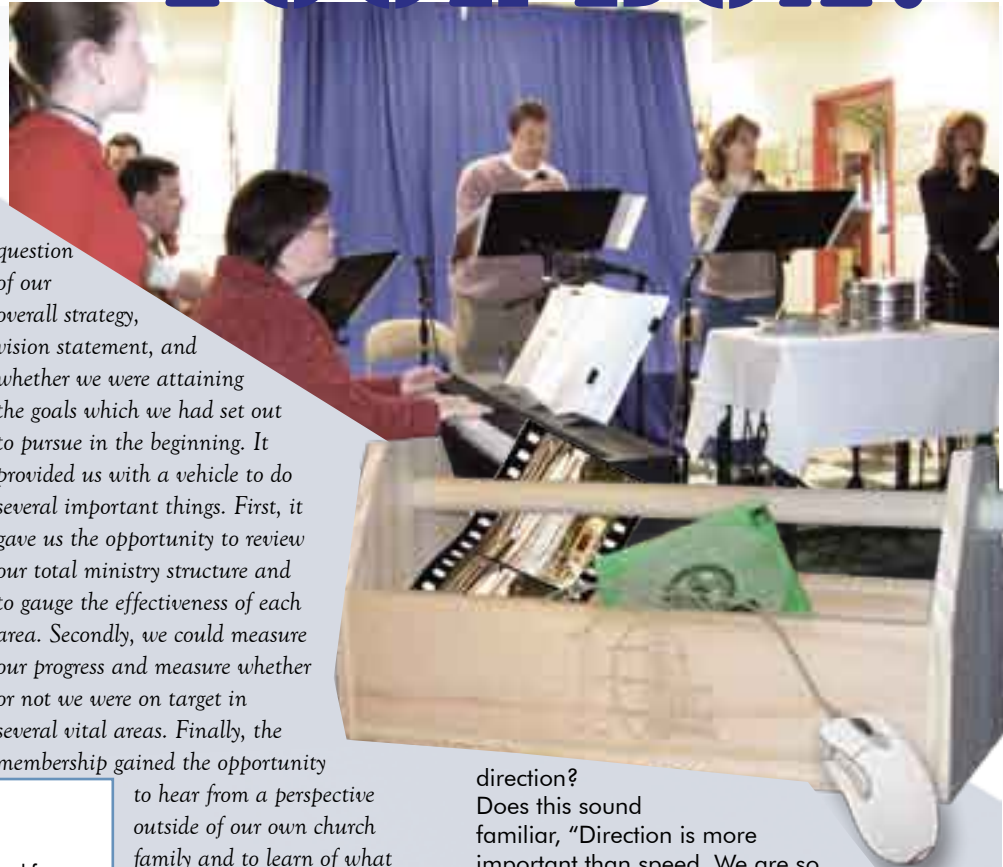 question
of our
overall strategy,
vision statement, and
whether we were attaining
the goals which we had set out
to pursue in the beginning. It
provided us with a vehicle to do
several important things. First, it
gave us the opportunity to review
our total ministry structure and
to gauge the effectiveness of each
area. Secondly, we could measure
our progress and measure whether
or not we were on target in
several vital areas. Finally, the
membership gained the opportunity
to hear from a perspective
outside of our own church
family and to learn of what
direction?
Does this sound
familiar, “Direction is more
important than speed. We are so